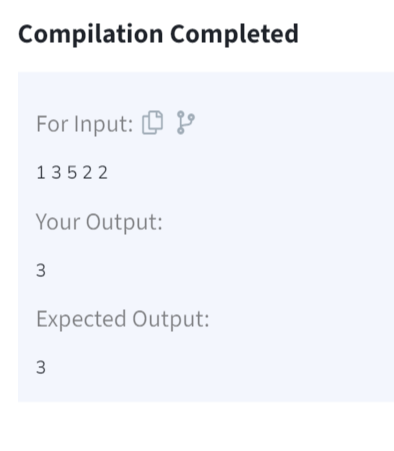 Compilation Completed
For Input:
1 3 5 2 2
Your Output:
3
Expected Output:
3